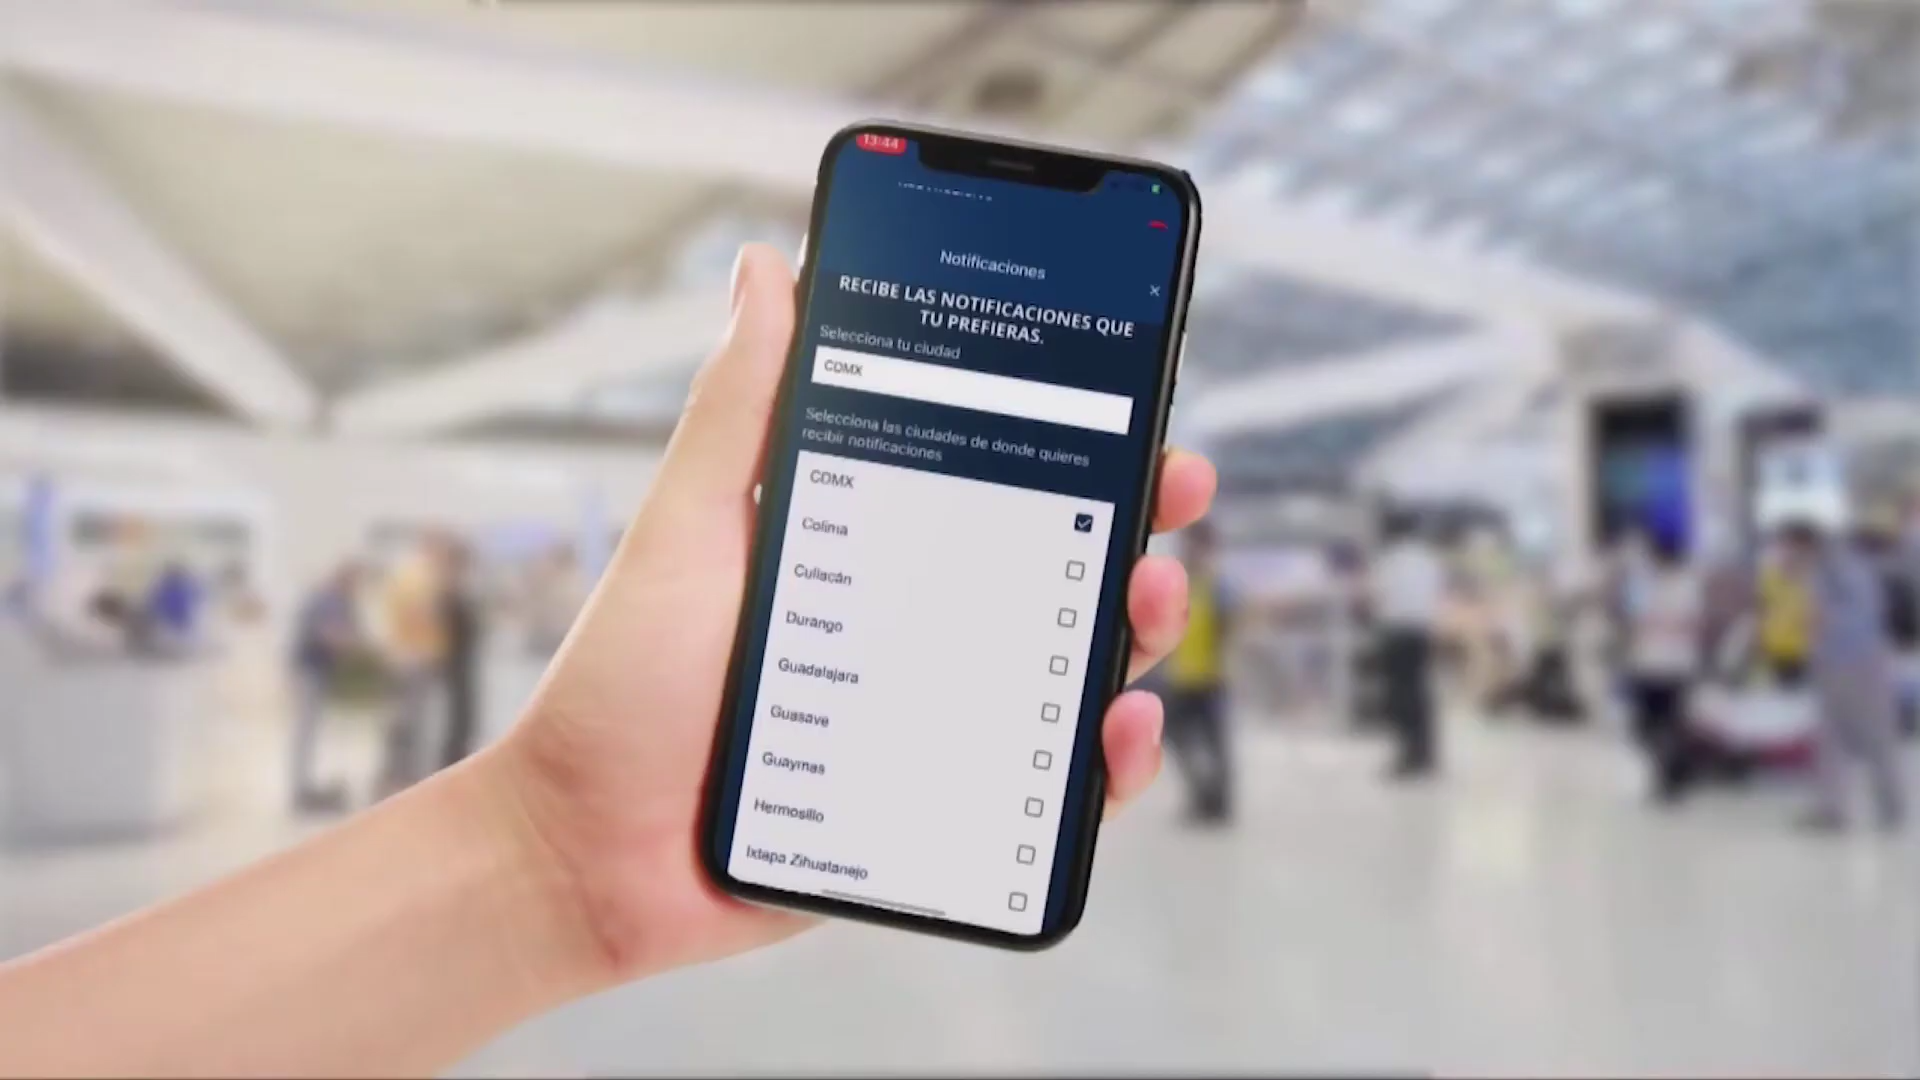 13:44
Notificaciones
RECIBE LAS NOTIFICACIONES QUE
TU PREFIERAS.
Selecciona tu ciudad
CDMX
Selecciona las ciudades de donde quieres
recibir notificaciones
CDMX
Colima
Culiacán
Durango
Guadalajara
Guasave
Guaymas
Hermosillo
Ixtapa Zihuatanejo